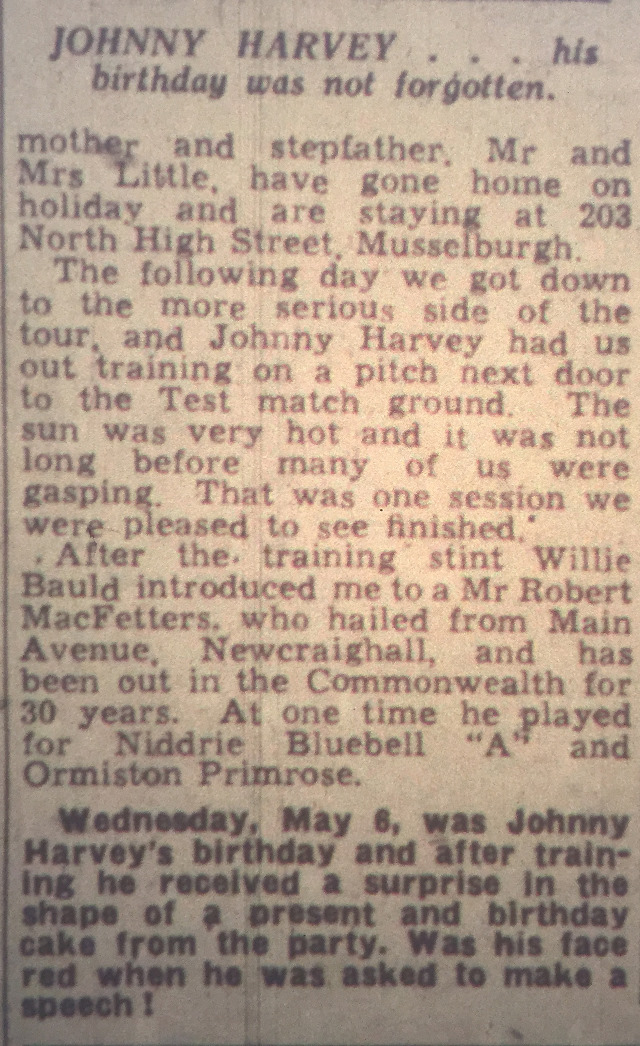 JOHNNY HARVEY . . . his
birthday was not forgotten.
mother and stepfather, Mr and
Mrs Little, have gone home on
holiday and are staying at 203
North High Street, Musselburgh.
The following day we got down
to the more serious side of the
tour, and Johnny Harvey had us
out training on a pitch next door
to the Test match ground. The
sun was very hot and it was not
long before many of us were
gasping. That was one session we
were pleased to see finished.
After the training stint Willie
Bauld introduced me to a Mr Robert
MacFetters, who hailed from Main
Avenue, Newcraighall, and has
been out in the Commonwealth for
30 years. At one time he played
for Niddrie Bluebell "A" and
Ormiston Primrose.
Wednesday, May 6, was Johnny
Harvey's birthday and after train-
ing he received a surprise in the
shape of a present and birthday
cake from the party. Was his face
red when he was asked to make a
speech!